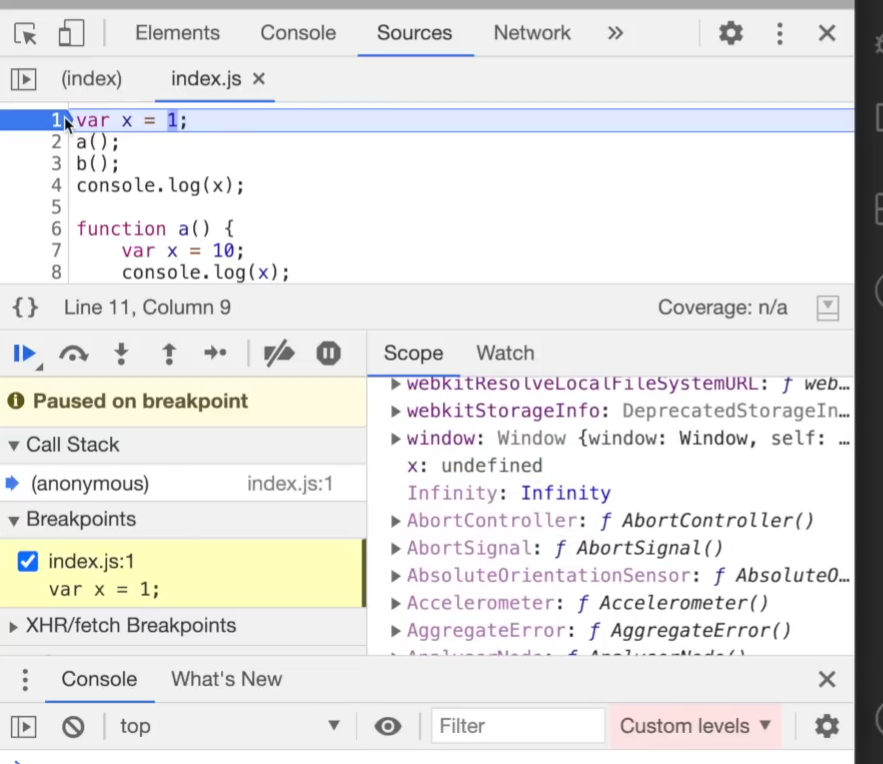 Elements Console Sources Network »
(index) index.js ×
1 var x = 1;
2 a();
3 b();
4 console.log(x);
5
6 function a() {
7 var x = 10;
8 console.log(x);
{} Line 11, Column 9 Coverage: n/a
Scope Watch
Paused on breakpoint
Call Stack
(anonymous) index.js:1
Breakpoints
index.js:1
var x = 1;
XHR/fetch Breakpoints
webkitResolveLocalFileSystemURL: ƒ web…
webkitStorageInfo: DeprecatedStorageIn…
window: Window {window: Window, self: …
x: undefined
Infinity: Infinity
AbortController: ƒ AbortController()
AbortSignal: ƒ AbortSignal()
AbsoluteOrientationSensor: ƒ AbsoluteO…
Accelerometer: ƒ Accelerometer()
AggregateError: ƒ AggregateError()
Console What's New
top Filter Custom levels